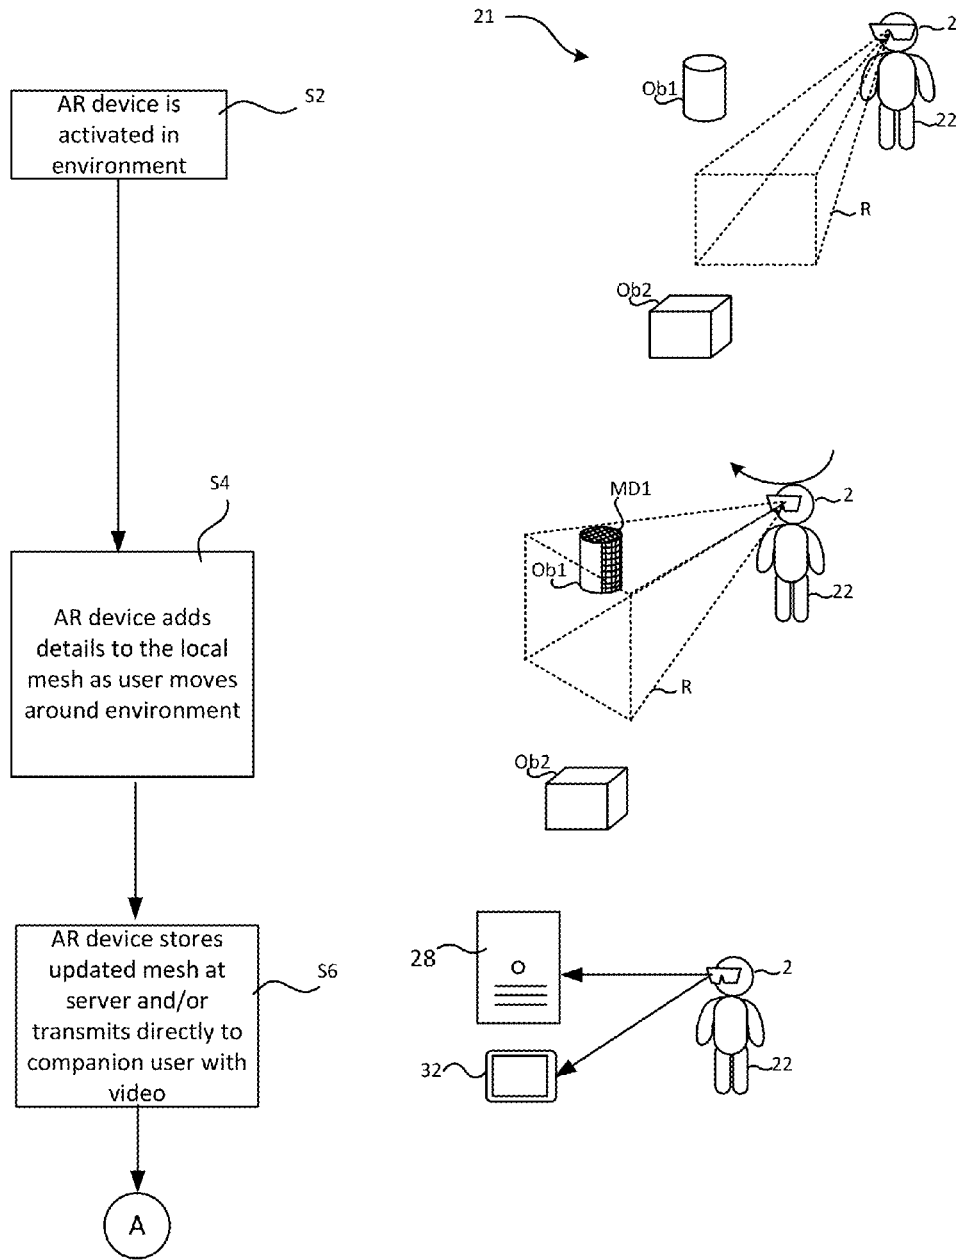 21
2
Ob1
22
S2
AR device is
activated in
environment
R
Ob2
S4
MD1
2
Ob1
22
AR device adds
details to the local
mesh as user moves
around environment
R
Ob2
AR device stores
updated mesh at
server and/or
transmits directly to
companion user with
video
S6
28
2
32
22
A